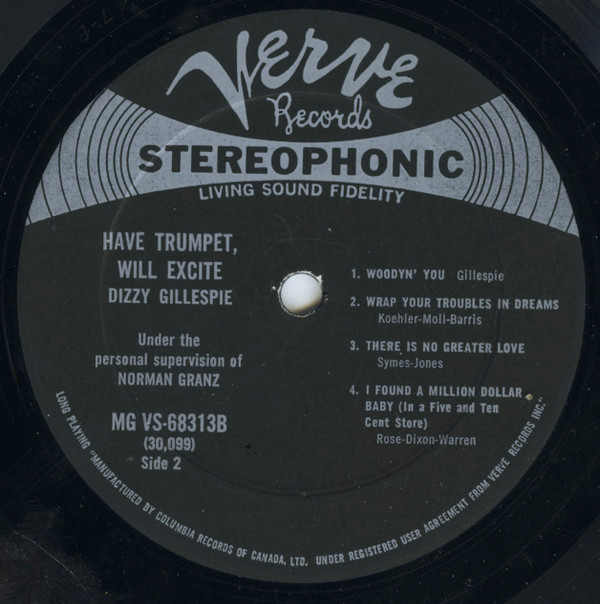 Verve
Records
STEREOPHONIC
LIVING SOUND FIDELITY
HAVE TRUMPET,
WILL EXCITE
DIZZY GILLESPIE
Under the
personal supervision of
NORMAN GRANZ
MG VS-68313B
(30,099)
Side 2
1. WOODYN' YOU Gillespie
2. WRAP YOUR TROUBLES IN DREAMS
Koehler-Moll-Barris
3. THERE IS NO GREATER LOVE
Symes-Jones
4. I FOUND A MILLION DOLLAR
BABY (In a Five and Ten
Cent Store)
Rose-Dixon-Warren
LONG PLAYING "MANUFACTURED BY COLUMBIA RECORDS OF CANADA, LTD. UNDER REGISTERED USER AGREEMENT FROM VERVE RECORDS INC."